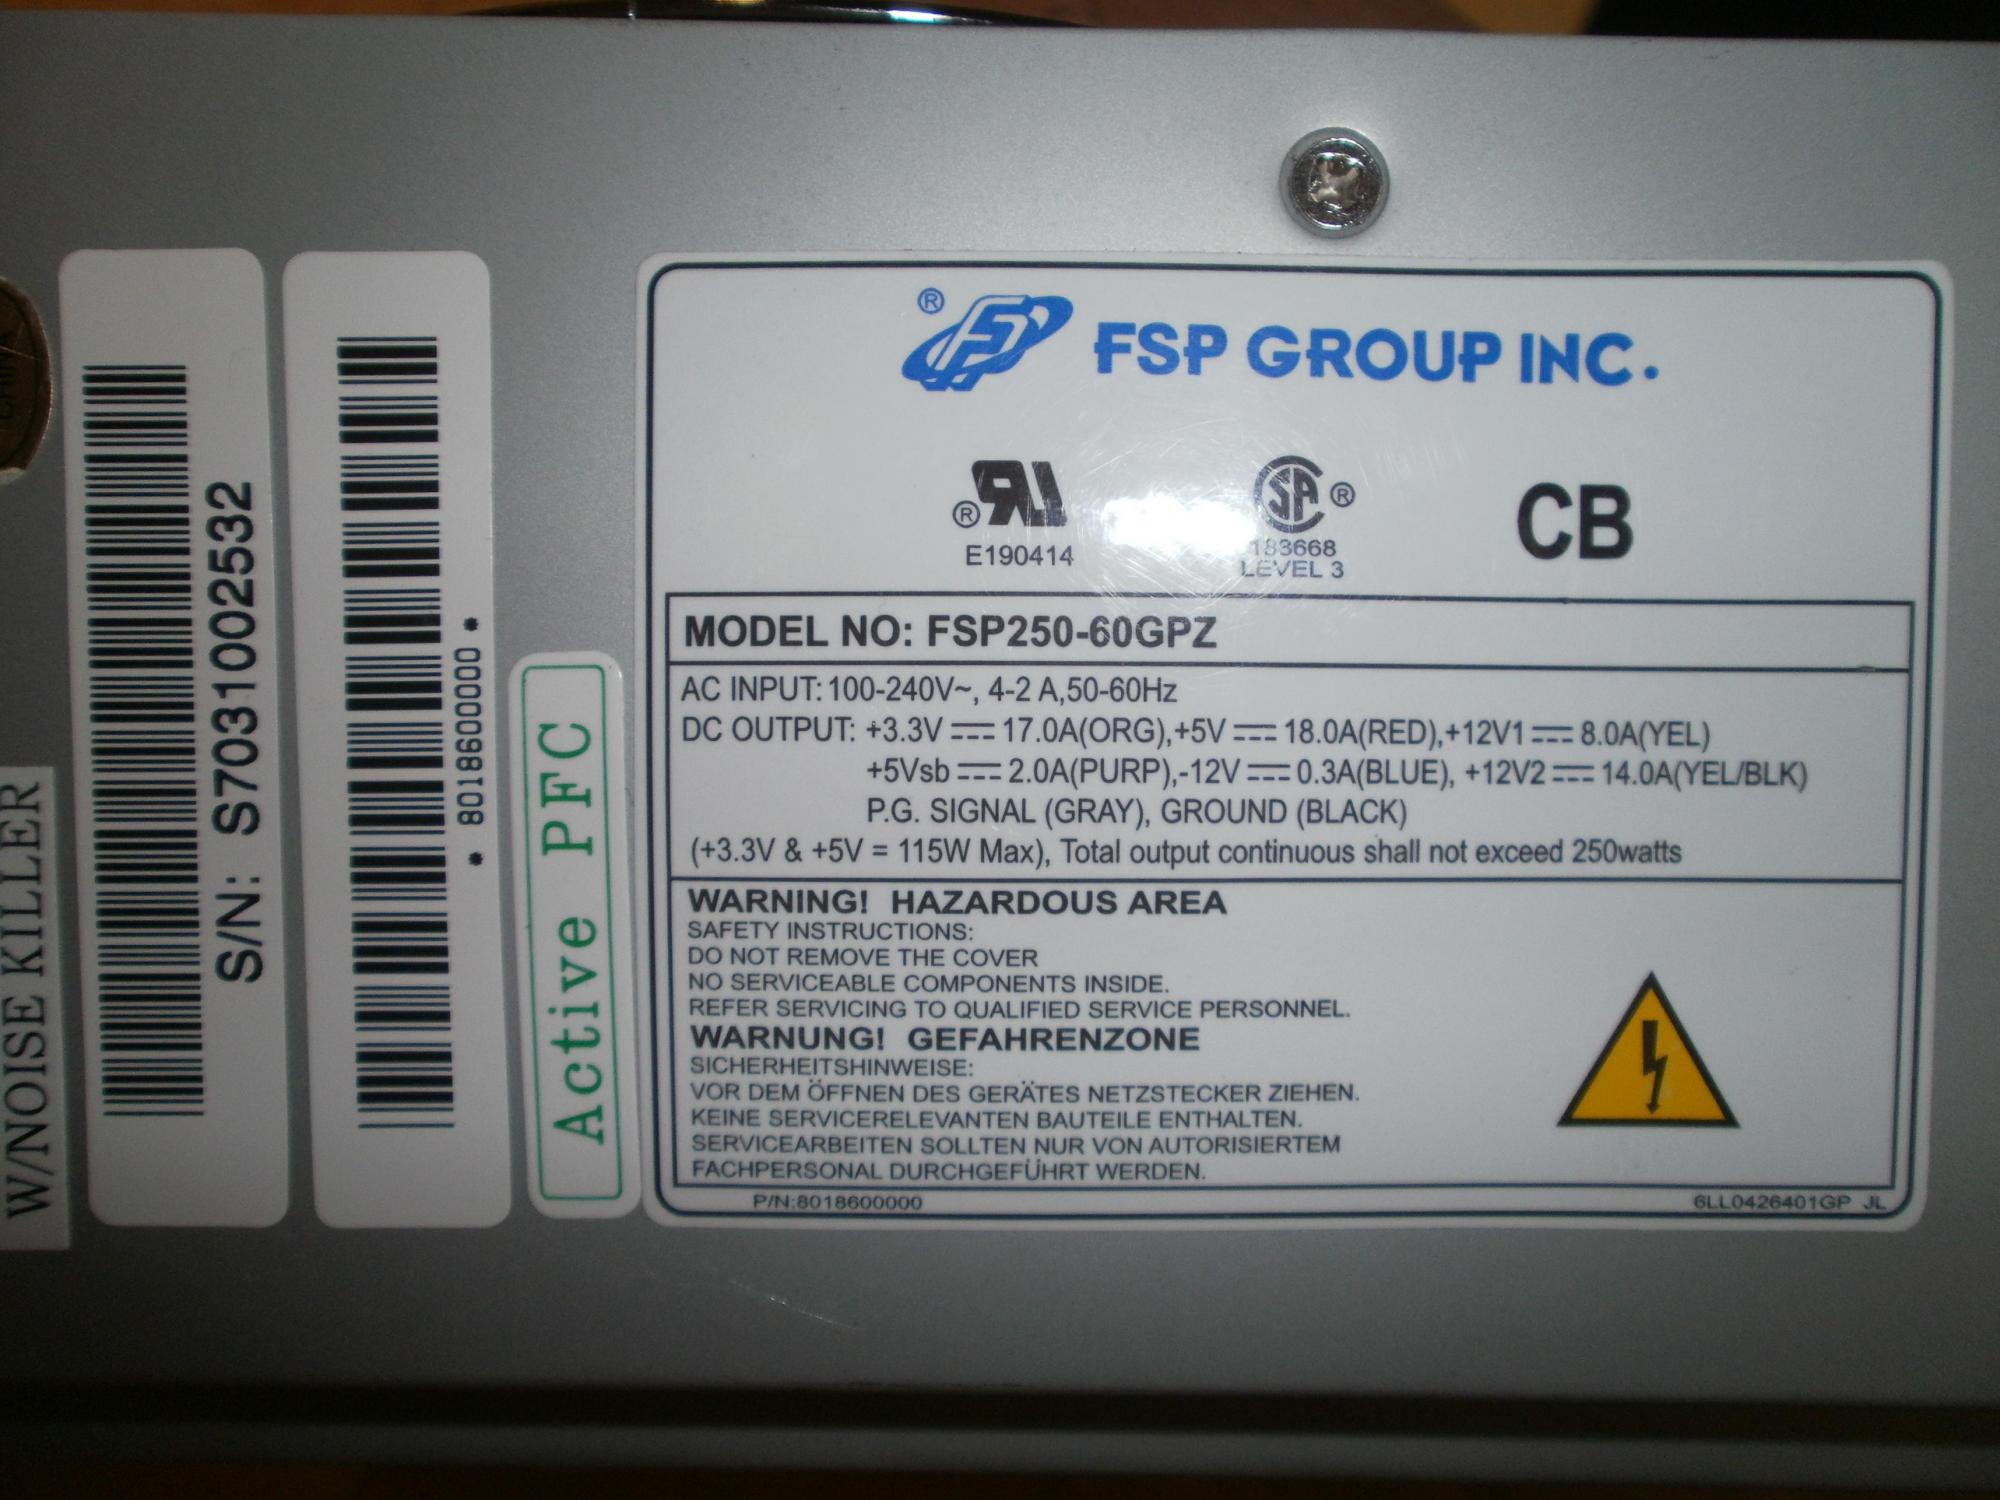 CHINA
W/NOISE KILLER
S/N: S7031002532
* 8018600000 *
Active PFC
® FSP GROUP INC.
® RU
E190414
SA ®
183668
LEVEL 3
CB
MODEL NO: FSP250-60GPZ
AC INPUT: 100-240V~, 4-2 A,50-60Hz
DC OUTPUT: +3.3V ⎓ 17.0A(ORG),+5V ⎓ 18.0A(RED),+12V1 ⎓ 8.0A(YEL)
+5Vsb ⎓ 2.0A(PURP),-12V ⎓ 0.3A(BLUE), +12V2 ⎓ 14.0A(YEL/BLK)
P.G. SIGNAL (GRAY), GROUND (BLACK)
(+3.3V & +5V = 115W Max), Total output continuous shall not exceed 250watts
WARNING! HAZARDOUS AREA
SAFETY INSTRUCTIONS:
DO NOT REMOVE THE COVER
NO SERVICEABLE COMPONENTS INSIDE.
REFER SERVICING TO QUALIFIED SERVICE PERSONNEL.
WARNUNG! GEFAHRENZONE
SICHERHEITSHINWEISE:
VOR DEM ÖFFNEN DES GERÄTES NETZSTECKER ZIEHEN.
KEINE SERVICERELEVANTEN BAUTEILE ENTHALTEN.
SERVICEARBEITEN SOLLTEN NUR VON AUTORISIERTEM
FACHPERSONAL DURCHGEFÜHRT WERDEN.
P/N:8018600000
6LL0426401GP JL